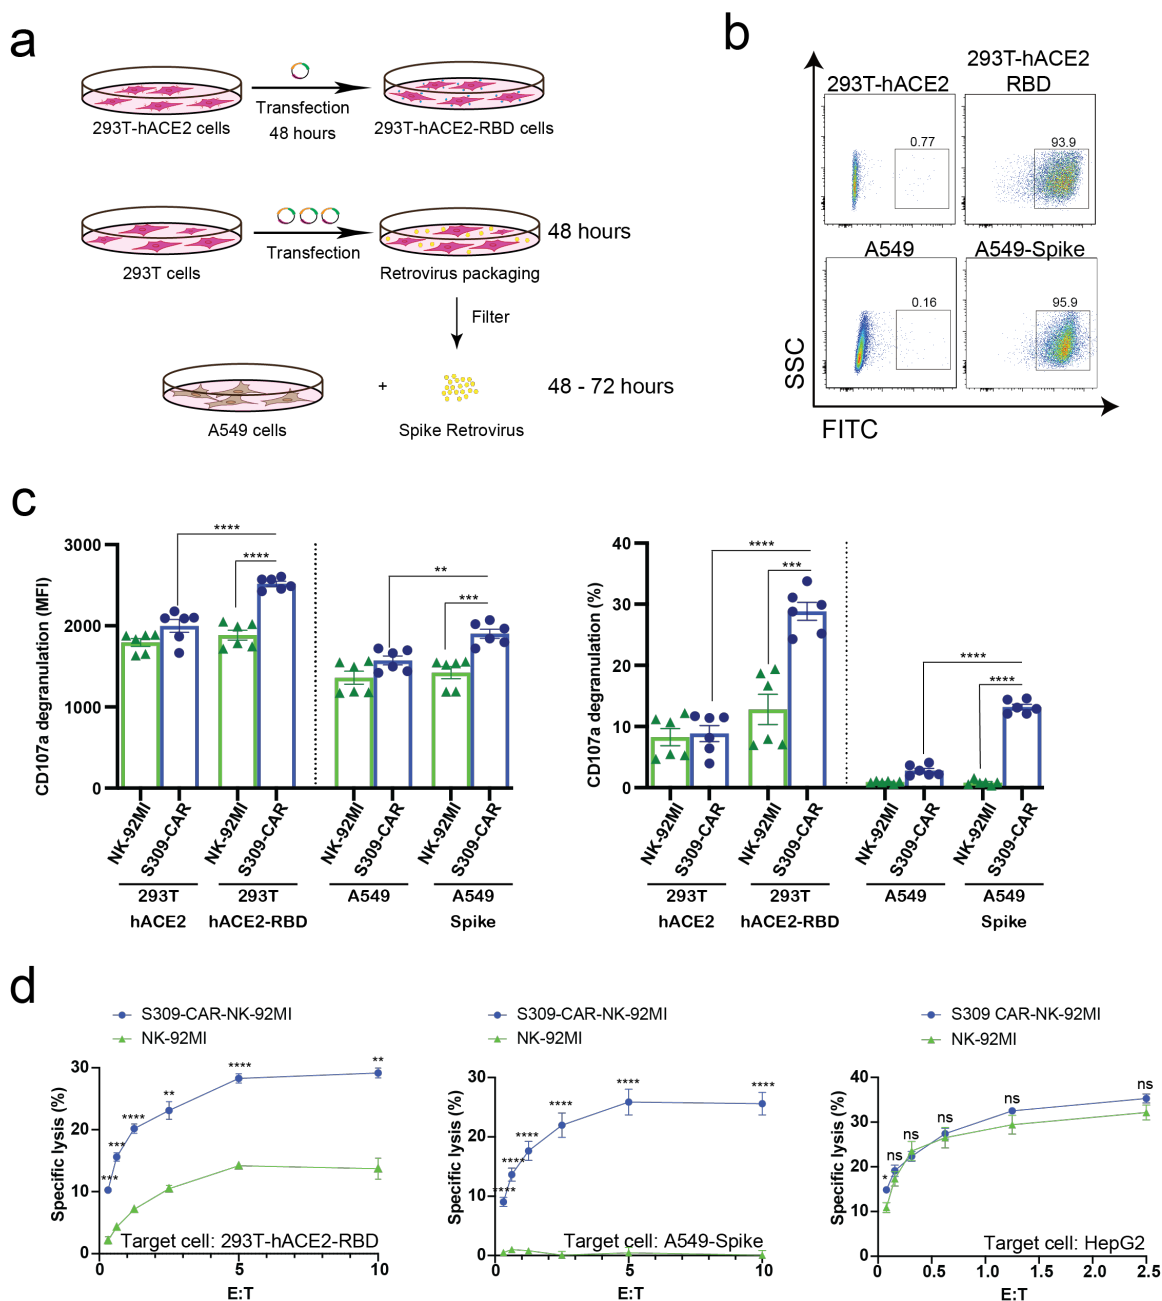 a
293T-hACE2 cells
Transfection
48 hours
293T-hACE2-RBD cells
293T cells
Transfection
Retrovirus packaging
48 hours
Filter
A549 cells
+
Spike Retrovirus
48 - 72 hours
b
293T-hACE2
293T-hACE2
RBD
0.77
93.9
A549
A549-Spike
0.16
95.9
SSC
FITC
c
CD107a degranulation (MFI)
3000
2000
1000
0
****
****
**
***
NK-92MI
S309-CAR
NK-92MI
S309-CAR
NK-92MI
S309-CAR
NK-92MI
S309-CAR
293T
hACE2
293T
hACE2-RBD
A549
A549
Spike
CD107a degranulation (%)
40
30
20
10
0
****
***
****
****
NK-92MI
S309-CAR
NK-92MI
S309-CAR
NK-92MI
S309-CAR
NK-92MI
S309-CAR
293T
hACE2
293T
hACE2-RBD
A549
A549
Spike
d
S309-CAR-NK-92MI
NK-92MI
Specific lysis (%)
30
20
10
0
***
***
****
**
****
**
Target cell: 293T-hACE2-RBD
0
5
10
E:T
S309-CAR-NK-92MI
NK-92MI
Specific lysis (%)
30
20
10
0
****
****
****
****
****
****
Target cell: A549-Spike
0
5
10
E:T
S309 CAR-NK-92MI
NK-92MI
Specific lysis (%)
40
30
20
10
0
*
ns
ns
ns
ns
ns
Target cell: HepG2
0
0.5
1.0
1.5
2.0
2.5
E:T